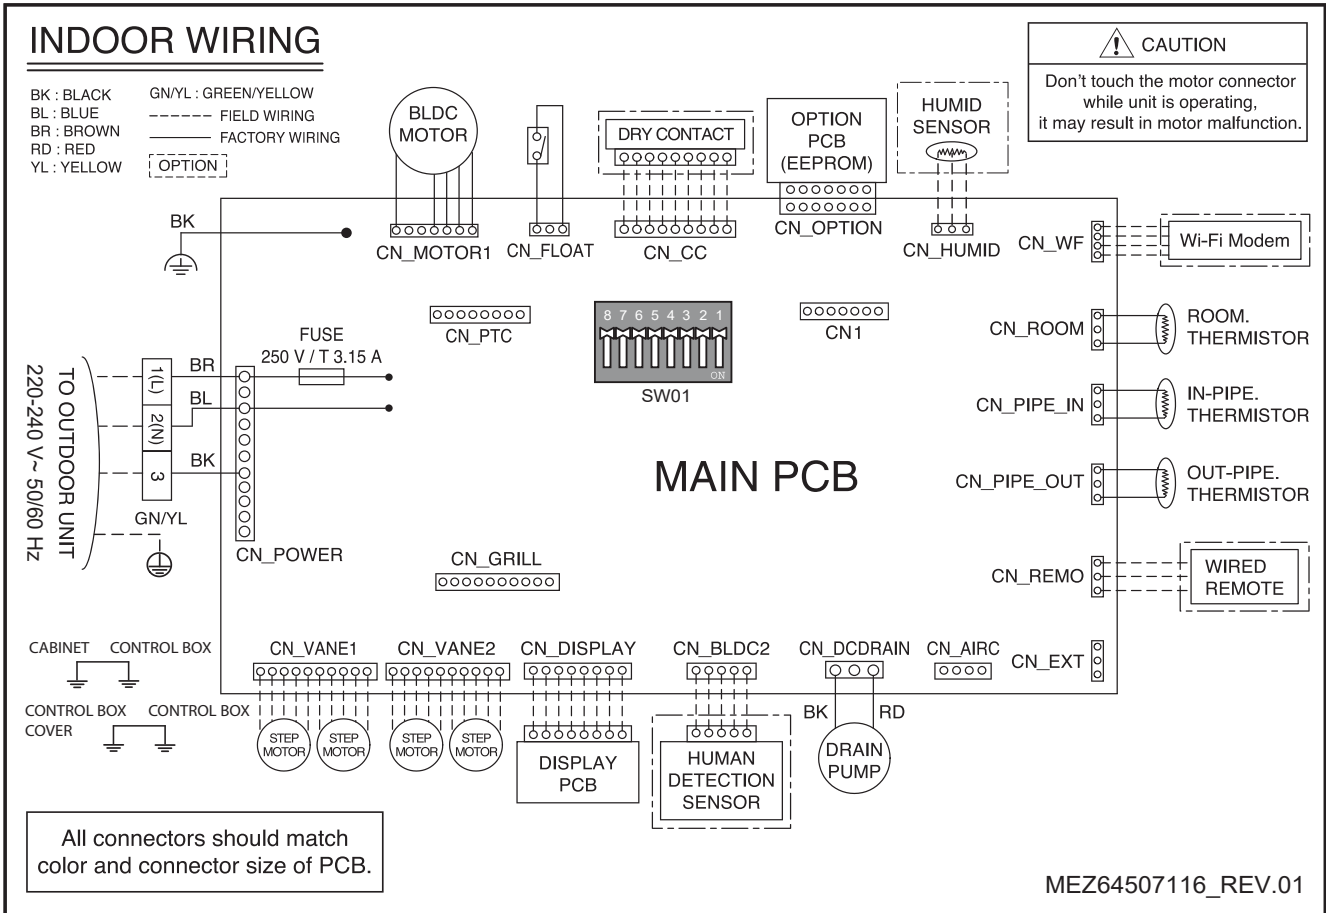 INDOOR WIRING
BK : BLACK
BL : BLUE
BR : BROWN
RD : RED
YL : YELLOW
GN/YL : GREEN/YELLOW
FIELD WIRING
FACTORY WIRING
OPTION
CAUTION
Don't touch the motor connector
while unit is operating,
it may result in motor malfunction.
BLDC
MOTOR
DRY CONTACT
OPTION
PCB
(EEPROM)
HUMID
SENSOR
BK
CN_MOTOR1
CN_FLOAT
CN_CC
CN_OPTION
CN_HUMID
CN_WF
Wi-Fi Modem
CN_PTC
8 7 6 5 4 3 2 1
ON
SW01
CN1
CN_ROOM
ROOM.
THERMISTOR
FUSE
250 V / T 3.15 A
TO OUTDOOR UNIT
220-240 V~ 50/60 Hz
1(L)
2(N)
3
BR
BL
BK
GN/YL
CN_POWER
MAIN PCB
CN_PIPE_IN
IN-PIPE.
THERMISTOR
CN_PIPE_OUT
OUT-PIPE.
THERMISTOR
CN_GRILL
CN_REMO
WIRED
REMOTE
CABINET CONTROL BOX
CONTROL BOX
COVER
CONTROL BOX
CN_VANE1
CN_VANE2
CN_DISPLAY
CN_BLDC2
CN_DCDRAIN
CN_AIRC
CN_EXT
STEP
MOTOR
STEP
MOTOR
STEP
MOTOR
STEP
MOTOR
DISPLAY
PCB
HUMAN
DETECTION
SENSOR
BK
RD
DRAIN
PUMP
All connectors should match
color and connector size of PCB.
MEZ64507116_REV.01